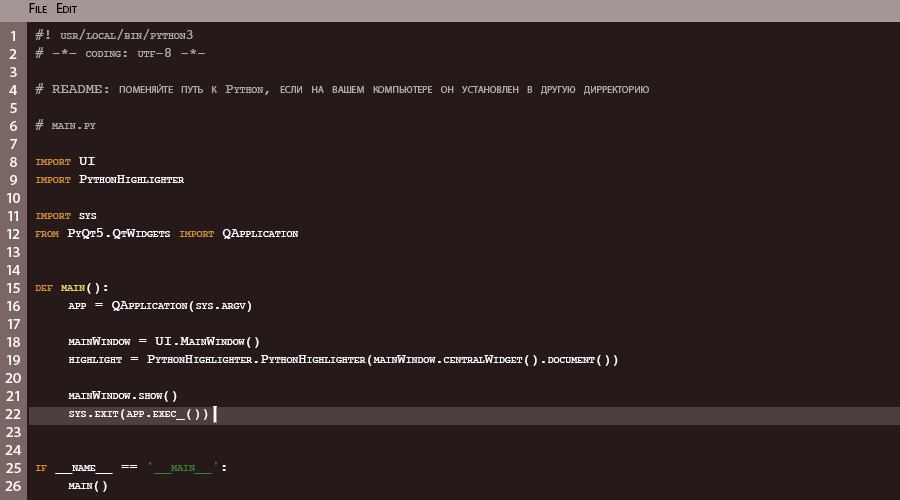 File Edit
1 #! usr/local/bin/python3
2 # -*- coding: utf-8 -*-
3
4 # README: поменяйте путь к Python, если на вашем компьютере он установлен в другую дирректорию
5
6 # main.py
7
8 import UI
9 import PythonHighlighter
10
11 import sys
12 from PyQt5.QtWidgets import QApplication
13
14
15 def main():
16 app = QApplication(sys.argv)
17
18 mainWindow = UI.MainWindow()
19 highlight = PythonHighlighter.PythonHighlighter(mainWindow.centralWidget().document())
20
21 mainWindow.show()
22 sys.exit(app.exec_())
23
24
25 if __name__ == '__main__':
26 main()